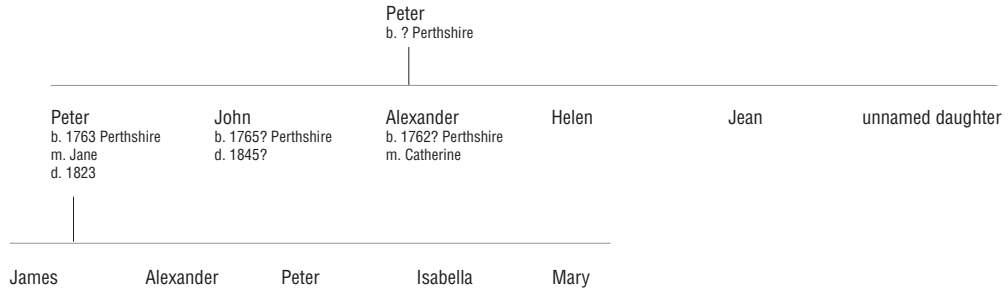 Peter
b. ? Perthshire
Peter
b. 1763 Perthshire
m. Jane
d. 1823
John
b. 1765? Perthshire
d. 1845?
Alexander
b. 1762? Perthshire
m. Catherine
Helen
Jean
unnamed daughter
James
Alexander
Peter
Isabella
Mary